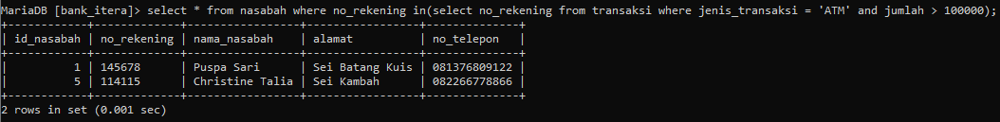 MariaDB [bank_itera]> select * from nasabah where no_rekening in(select no_rekening from transaksi where jenis_transaksi = 'ATM' and jumlah > 100000);
+------------+-------------+-----------------+-----------------+--------------+
| id_nasabah | no_rekening | nama_nasabah    | alamat          | no_telepon   |
+------------+-------------+-----------------+-----------------+--------------+
|          1 | 145678      | Puspa Sari      | Sei Batang Kuis | 081376809122 |
|          5 | 114115      | Christine Talia | Sei Kambah      | 082266778866 |
+------------+-------------+-----------------+-----------------+--------------+
2 rows in set (0.001 sec)